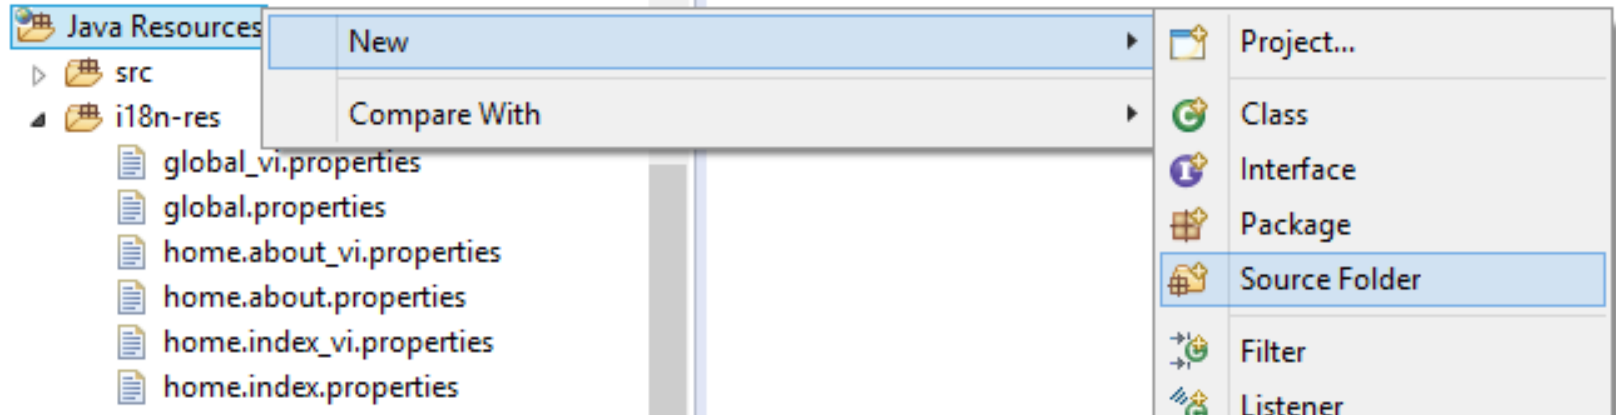 Java Resources
src
i18n-res
global_vi.properties
global.properties
home.about_vi.properties
home.about.properties
home.index_vi.properties
home.index.properties
New
Compare With
Project...
Class
Interface
Package
Source Folder
Filter
Listener